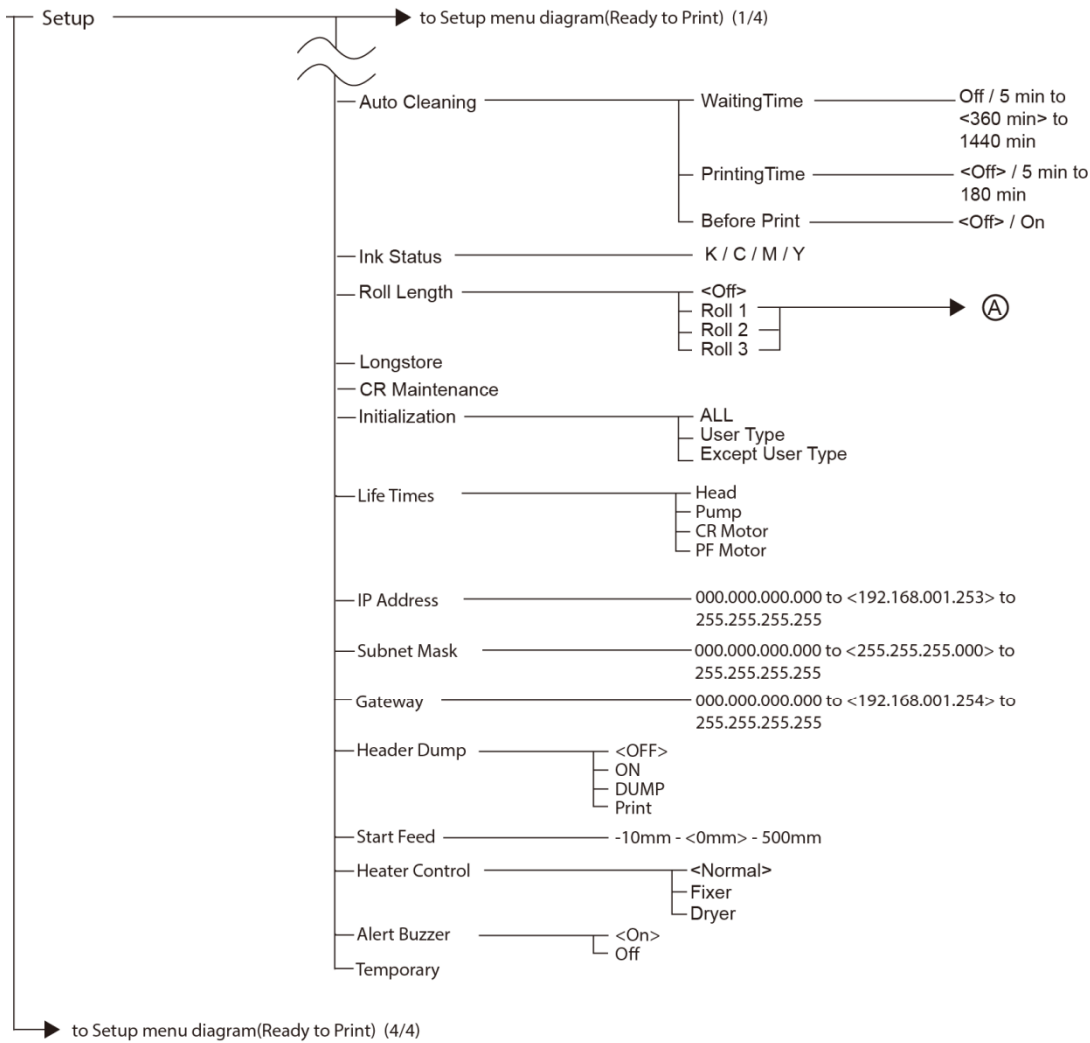 Setup
to Setup menu diagram(Ready to Print) (1/4)
Auto Cleaning
WaitingTime
Off / 5 min to
<360 min> to
1440 min
PrintingTime
<Off> / 5 min to
180 min
Before Print
<Off> / On
Ink Status
K / C / M / Y
Roll Length
<Off>
Roll 1
Roll 2
Roll 3
A
Longstore
CR Maintenance
Initialization
ALL
User Type
Except User Type
Life Times
Head
Pump
CR Motor
PF Motor
IP Address
000.000.000.000 to <192.168.001.253> to
255.255.255.255
Subnet Mask
000.000.000.000 to <255.255.255.000> to
255.255.255.255
Gateway
000.000.000.000 to <192.168.001.254> to
255.255.255.255
Header Dump
<OFF>
ON
DUMP
Print
Start Feed
-10mm - <0mm> - 500mm
Heater Control
<Normal>
Fixer
Dryer
Alert Buzzer
<On>
Off
Temporary
to Setup menu diagram(Ready to Print) (4/4)